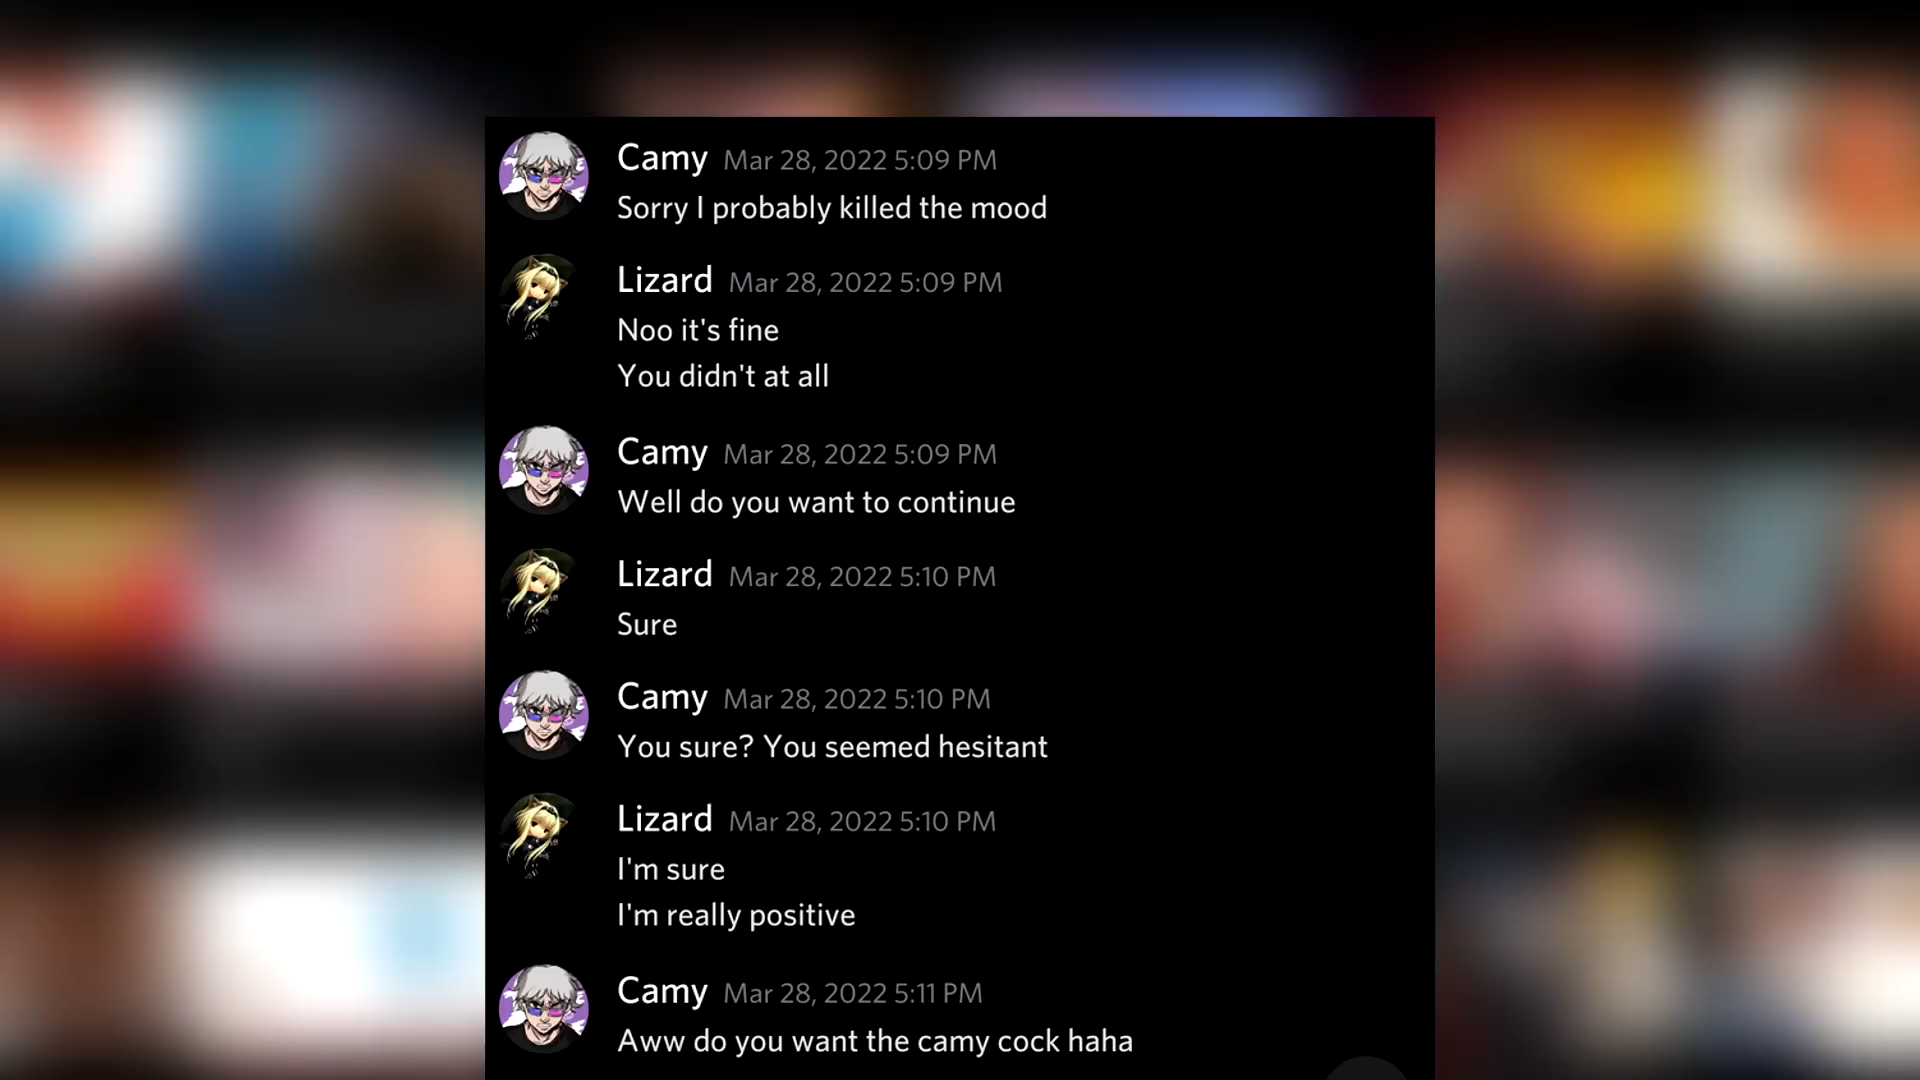 Camy Mar 28, 2022 5:09 PM
Sorry I probably killed the mood
Lizard Mar 28, 2022 5:09 PM
Noo it's fine
You didn't at all
Camy Mar 28, 2022 5:09 PM
Well do you want to continue
Lizard Mar 28, 2022 5:10 PM
Sure
Camy Mar 28, 2022 5:10 PM
You sure? You seemed hesitant
Lizard Mar 28, 2022 5:10 PM
I'm sure
I'm really positive
Camy Mar 28, 2022 5:11 PM
Aww do you want the camy cock haha